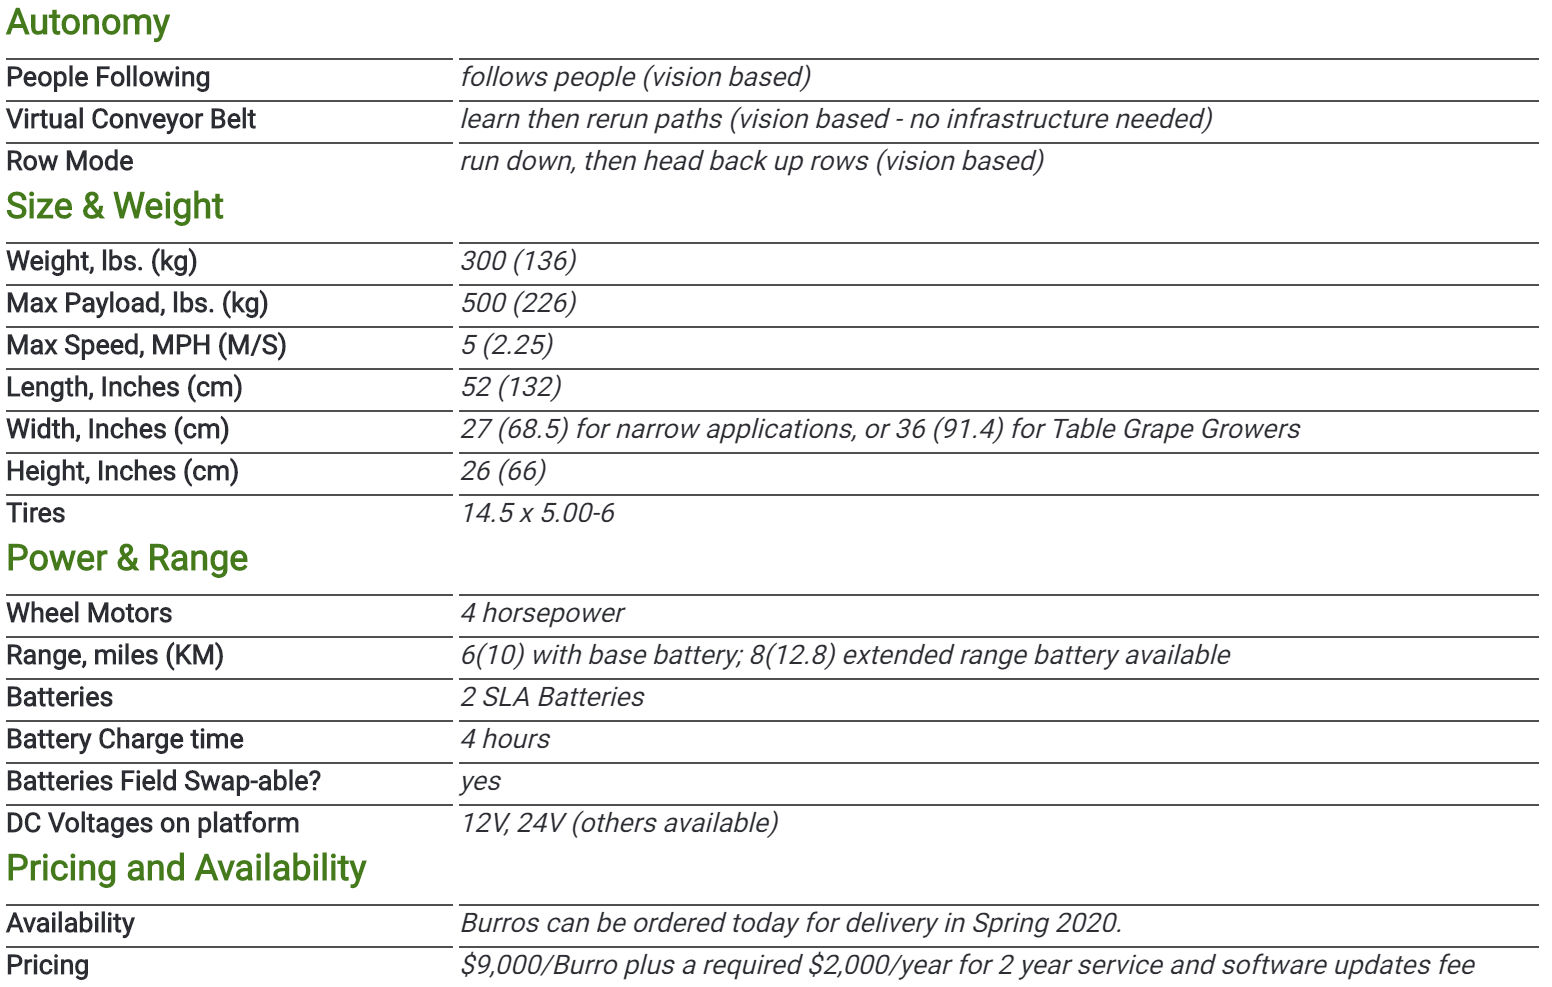 Autonomy
People Following follows people (vision based)
Virtual Conveyor Belt learn then rerun paths (vision based - no infrastructure needed)
Row Mode run down, then head back up rows (vision based)
Size & Weight
Weight, lbs. (kg) 300 (136)
Max Payload, lbs. (kg) 500 (226)
Max Speed, MPH (M/S) 5 (2.25)
Length, Inches (cm) 52 (132)
Width, Inches (cm) 27 (68.5) for narrow applications, or 36 (91.4) for Table Grape Growers
Height, Inches (cm) 26 (66)
Tires 14.5 x 5.00-6
Power & Range
Wheel Motors 4 horsepower
Range, miles (KM) 6(10) with base battery; 8(12.8) extended range battery available
Batteries 2 SLA Batteries
Battery Charge time 4 hours
Batteries Field Swap-able? yes
DC Voltages on platform 12V, 24V (others available)
Pricing and Availability
Availability Burros can be ordered today for delivery in Spring 2020.
Pricing $9,000/Burro plus a required $2,000/year for 2 year service and software updates fee